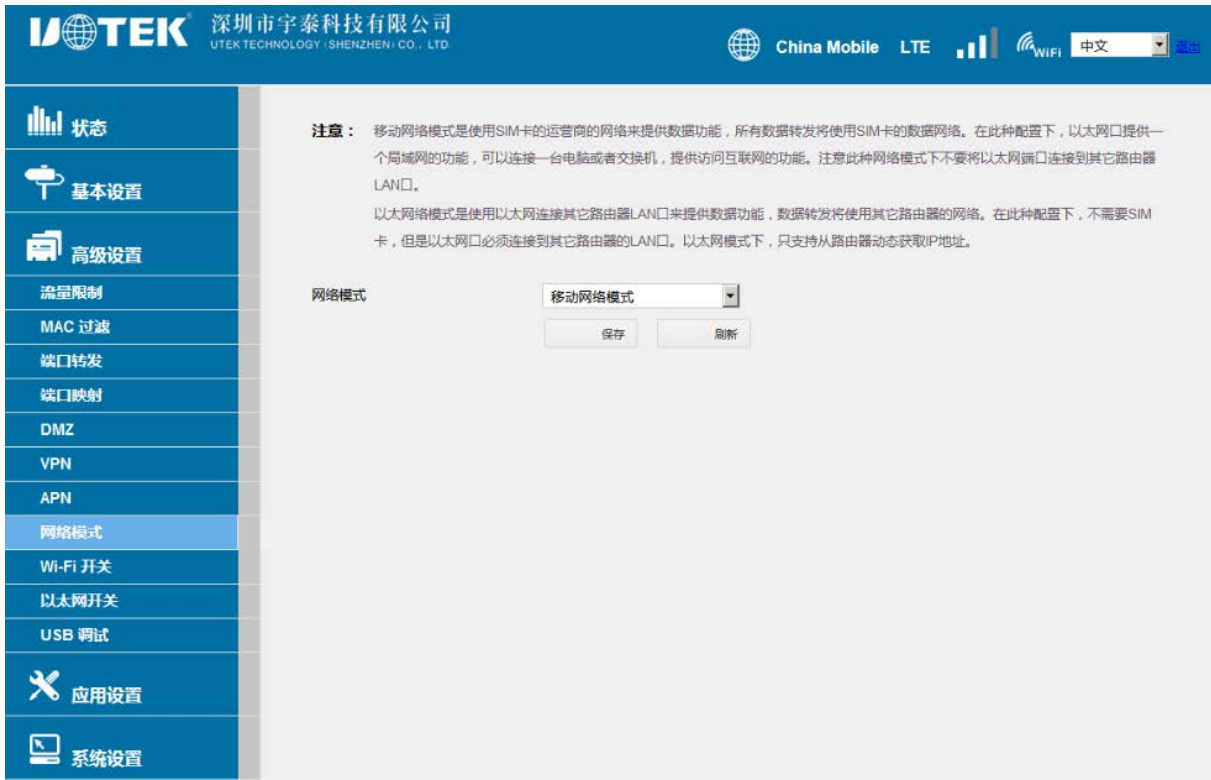 UOTEK® 深圳市宇泰科技有限公司
UTEK TECHNOLOGY (SHENZHEN) CO., LTD
China Mobile LTE WiFi 中文 退出
状态
基本设置
高级设置
流量限制
MAC 过滤
端口转发
端口映射
DMZ
VPN
APN
网络模式
Wi-Fi 开关
以太网开关
USB 调试
应用设置
系统设置
注意： 移动网络模式是使用SIM卡的运营商的网络来提供数据功能，所有数据转发将使用SIM卡的数据网络。在此种配置下，以太网口提供一
个局域网的功能，可以连接一台电脑或者交换机，提供访问互联网的功能。注意此种网络模式下不要将以太网端口连接到其它路由器
LAN口。
以太网络模式是使用以太网连接其它路由器LAN口来提供数据功能，数据转发将使用其它路由器的网络。在此种配置下，不需要SIM
卡，但是以太网口必须连接到其它路由器的LAN口。以太网模式下，只支持从路由器动态获取IP地址。
网络模式 移动网络模式
保存 刷新